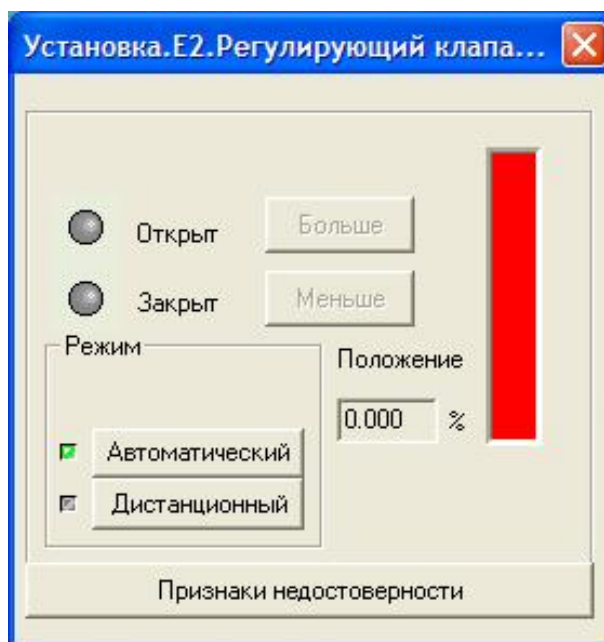 Установка.Е2.Регулирующий клапа...
Открыт
Больше
Закрыт
Меньше
Режим
Положение
0.000 %
Автоматический
Дистанционный
Признаки недостоверности